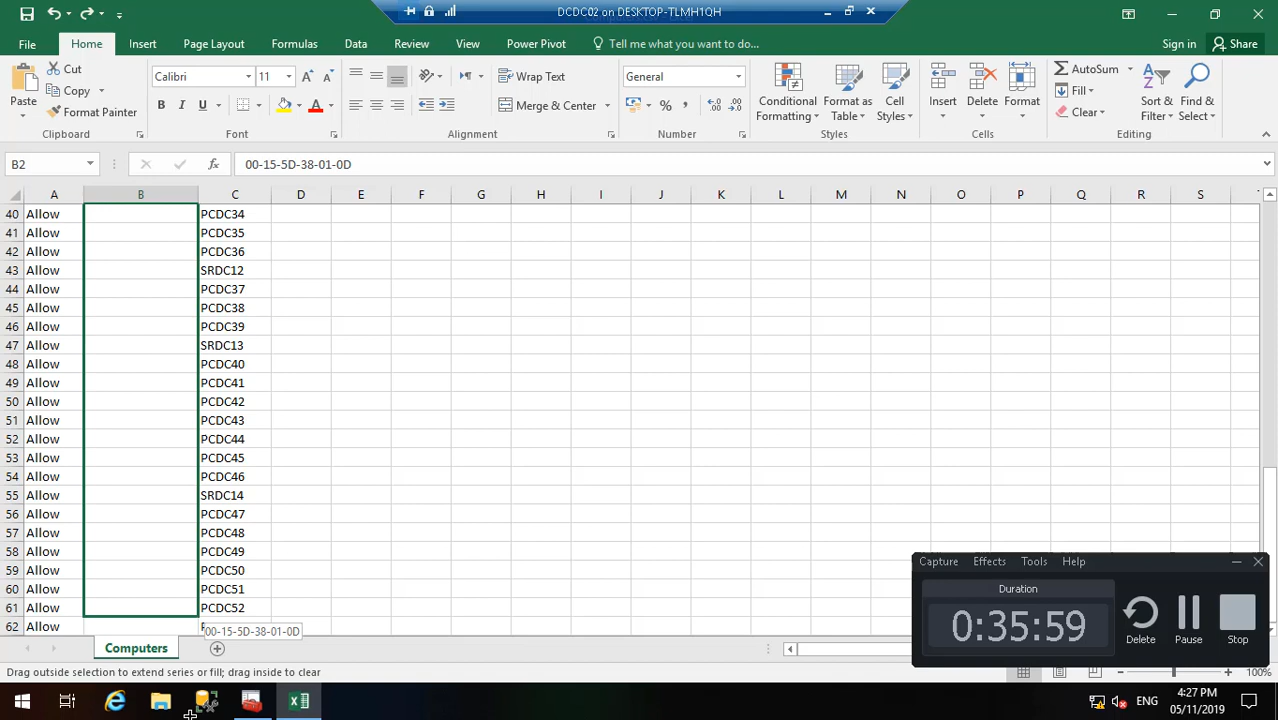 DCDC02 on DESKTOP-TLMH1QH
File Home Insert Page Layout Formulas Data Review View Power Pivot Tell me what you want to do... Sign in Share
Paste
Cut
Copy
Format Painter
Clipboard
Calibri 11
B I U
Font
Wrap Text
Merge & Center
Alignment
General
Number
Conditional Formatting
Format as Table
Cell Styles
Styles
Insert
Delete
Format
Cells
AutoSum
Fill
Clear
Sort & Filter
Find & Select
Editing
B2 fx 00-15-5D-38-01-0D
A B C D E F G H I J K L M N O P Q R S
40 Allow PCDC34
41 Allow PCDC35
42 Allow PCDC36
43 Allow SRDC12
44 Allow PCDC37
45 Allow PCDC38
46 Allow PCDC39
47 Allow SRDC13
48 Allow PCDC40
49 Allow PCDC41
50 Allow PCDC42
51 Allow PCDC43
52 Allow PCDC44
53 Allow PCDC45
54 Allow PCDC46
55 Allow SRDC14
56 Allow PCDC47
57 Allow PCDC48
58 Allow PCDC49
59 Allow PCDC50
60 Allow PCDC51
61 Allow PCDC52
62 Allow
00-15-5D-38-01-0D
Computers
Drag outside selection to extend series or fill; drag inside to clear
100%
Capture Effects Tools Help
Duration
0:35:59
Delete Pause Stop
ENG
4:27 PM
05/11/2019